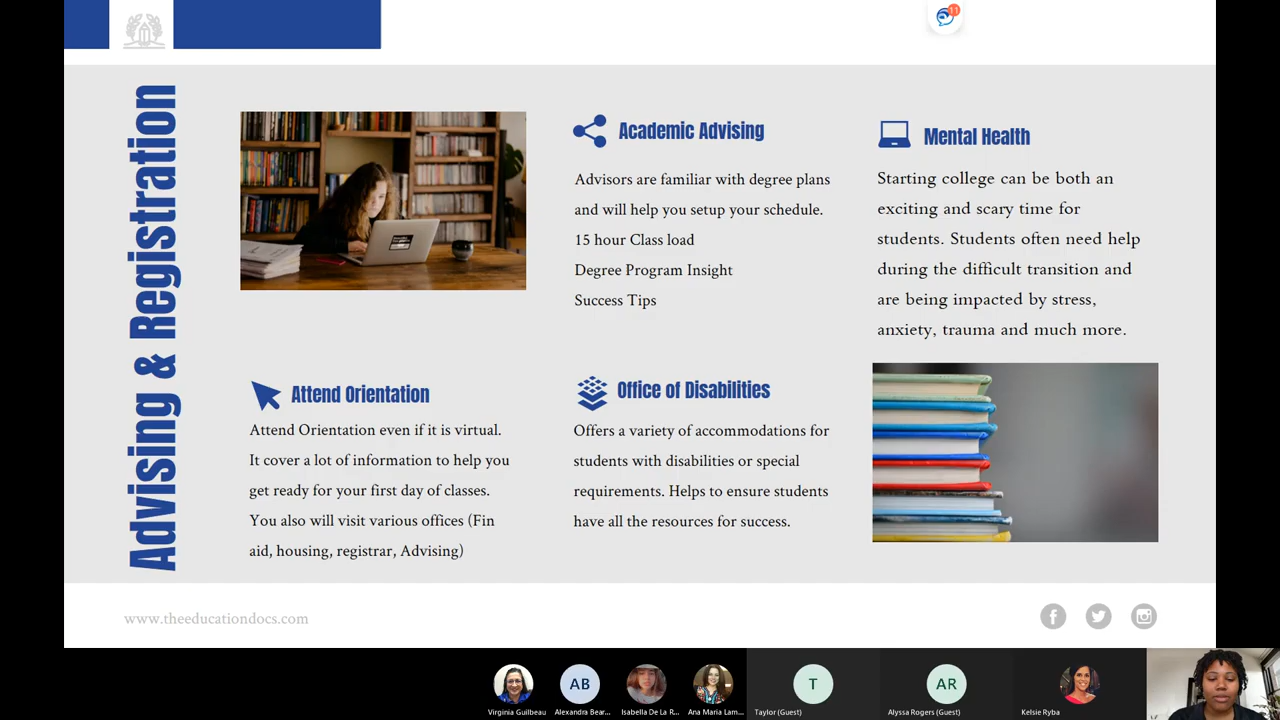 11
Advising & Registration
Academic Advising
Advisors are familiar with degree plans
and will help you setup your schedule.
15 hour Class load
Degree Program Insight
Success Tips
Mental Health
Starting college can be both an
exciting and scary time for
students. Students often need help
during the difficult transition and
are being impacted by stress,
anxiety, trauma and much more.
Attend Orientation
Attend Orientation even if it is virtual.
It cover a lot of information to help you
get ready for your first day of classes.
You also will visit various offices (Fin
aid, housing, registrar, Advising)
Office of Disabilities
Offers a variety of accommodations for
students with disabilities or special
requirements. Helps to ensure students
have all the resources for success.
www.theeducationdocs.com
AB
T
AR
Virginia Guilbeau
Alexandra Bear...
Isabella De La R...
Ana Maria Lam...
Taylor (Guest)
Alyssa Rogers (Guest)
Kelsie Ryba